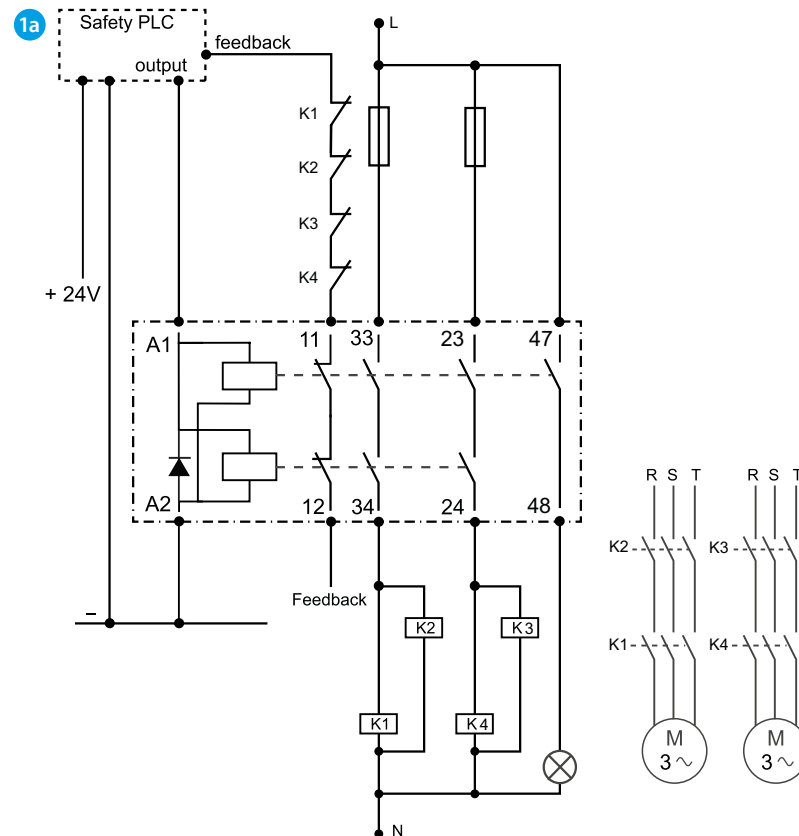 1a
Safety PLC
output
feedback
L
K1
K2
K3
K4
+ 24V
A1
11
33
23
47
A2
12
34
24
48
Feedback
–
K2
K3
K1
K4
N
R S T
R S T
K2
K3
K1
K4
M
3 ~
M
3 ~